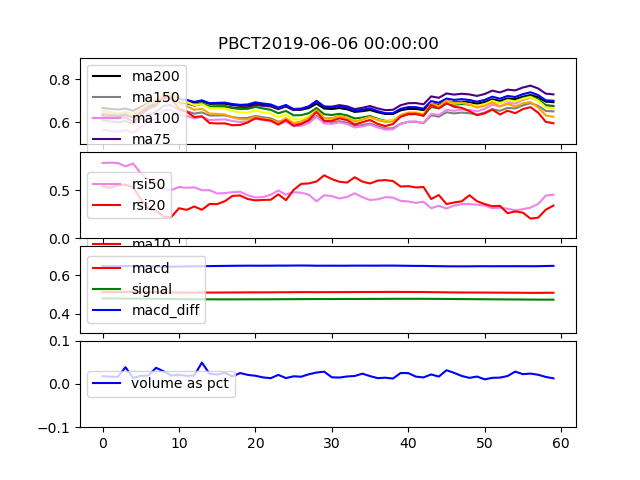 PBCT2019-06-06 00:00:00
0.8
0.6
ma200
ma150
ma100
ma75
0.5
0.0
rsi50
rsi20
ma10
0.6
0.4
macd
signal
macd_diff
0.1
0.0
−0.1
volume as pct
0 10 20 30 40 50 60